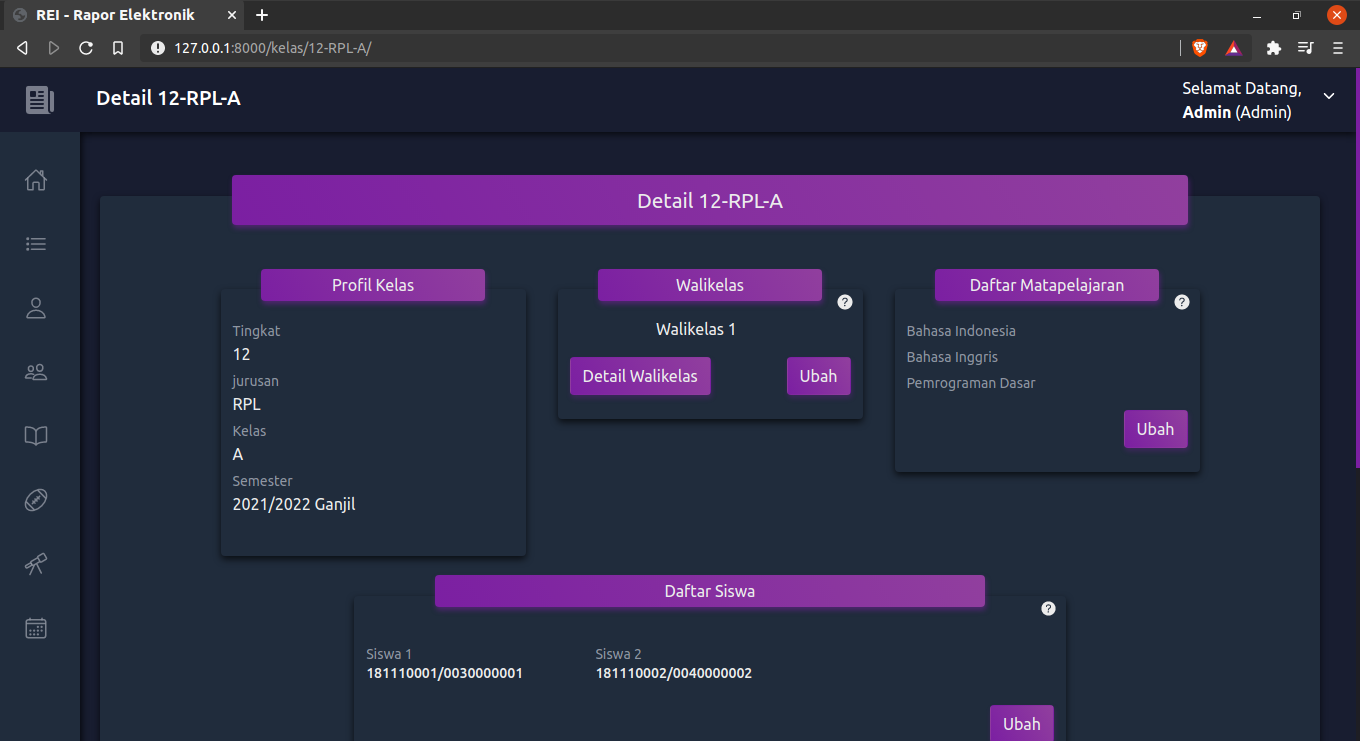 REI - Rapor Elektronik
127.0.0.1:8000/kelas/12-RPL-A/
Detail 12-RPL-A
Selamat Datang,
Admin (Admin)
Detail 12-RPL-A
Profil Kelas
Tingkat
12
jurusan
RPL
Kelas
A
Semester
2021/2022 Ganjil
Walikelas
?
Walikelas 1
Detail Walikelas
Ubah
Daftar Matapelajaran
?
Bahasa Indonesia
Bahasa Inggris
Pemrograman Dasar
Ubah
Daftar Siswa
?
Siswa 1
181110001/0030000001
Siswa 2
181110002/0040000002
Ubah